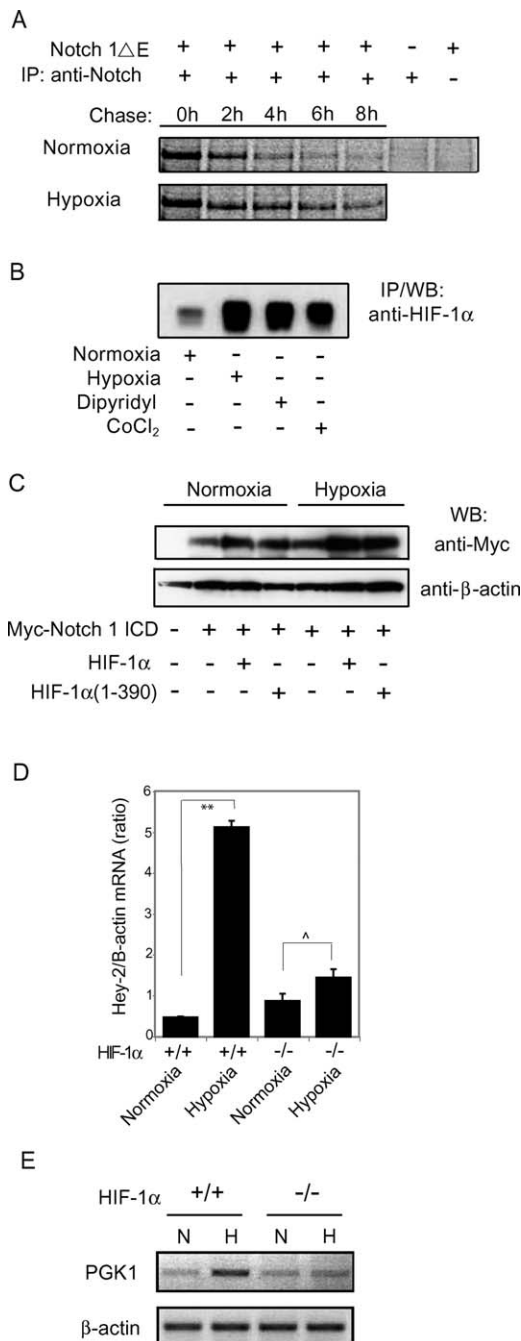 A
Notch 1△E + + + + + - +
IP: anti-Notch + + + + + + -
Chase: 0h 2h 4h 6h 8h
Normoxia
Hypoxia
B
IP/WB:
anti-HIF-1α
Normoxia + - - -
Hypoxia - + - -
Dipyridyl - - + -
CoCl₂ - - - +
C
Normoxia Hypoxia
WB:
anti-Myc
anti-β-actin
Myc-Notch 1 ICD - + + + + + +
HIF-1α - - + - - + -
HIF-1α(1-390) - - - + - - +
D
Hey-2/B-actin mRNA (ratio)
6
5
4
3
2
1
0
**
^
HIF-1α +/+ +/+ -/- -/-
Normoxia Hypoxia Normoxia Hypoxia
E
HIF-1α +/+ -/-
N H N H
PGK1
β-actin